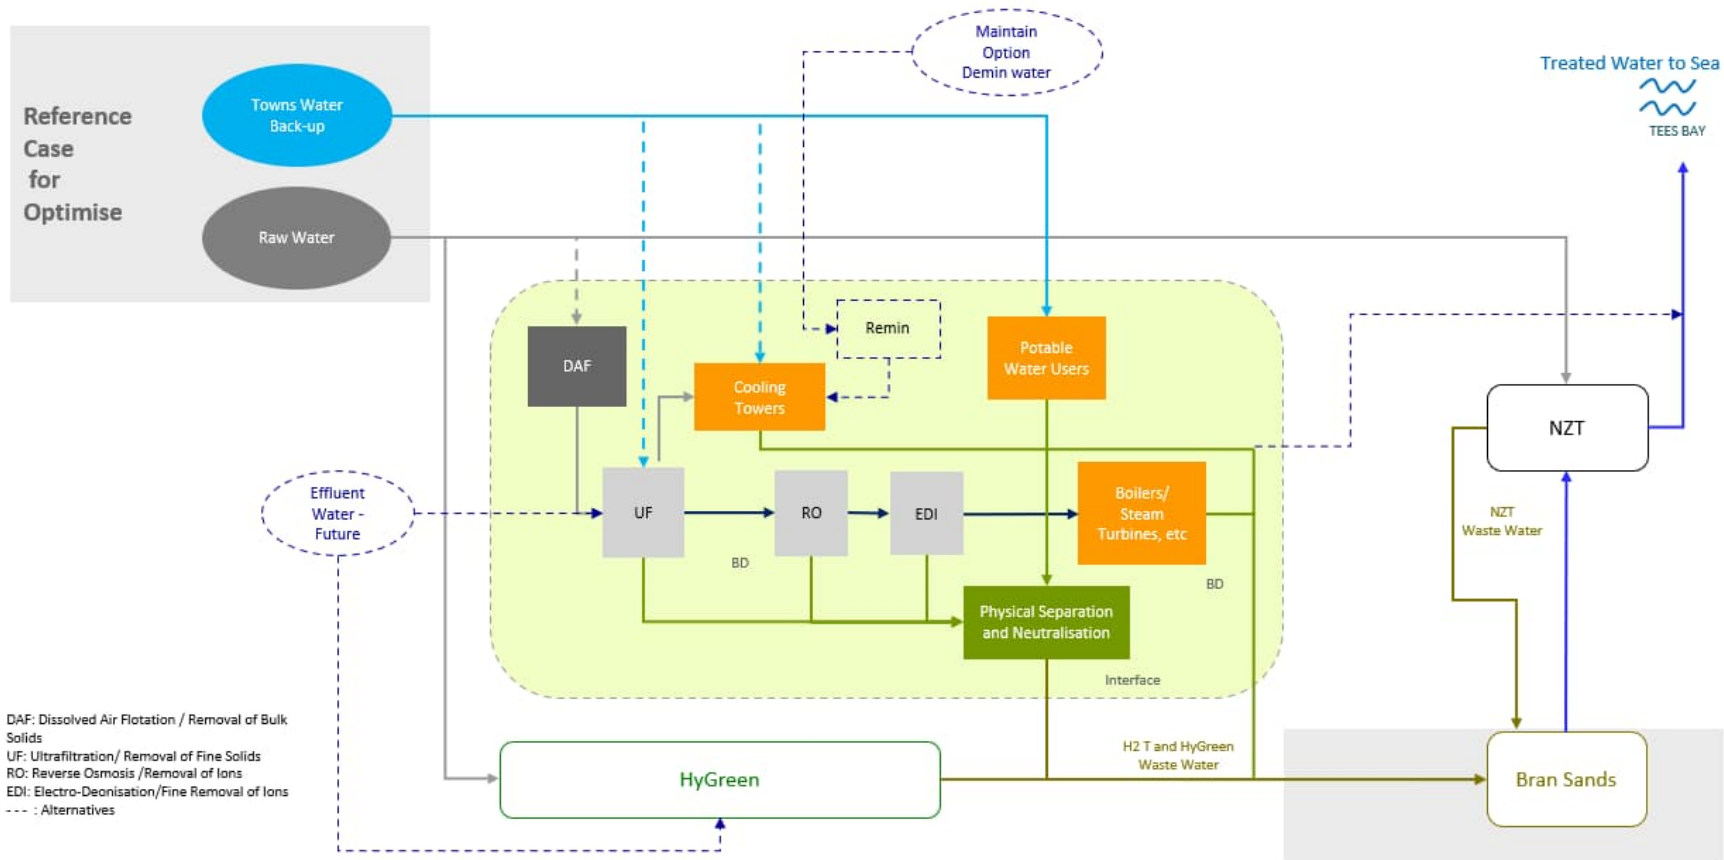 Maintain
Option
Demin water
Treated Water to Sea
TEES BAY
Reference
Case
for
Optimise
Towns Water
Back-up
Raw Water
DAF
Remin
Potable
Water Users
Cooling
Towers
NZT
Effluent
Water -
Future
UF
RO
EDI
Boilers/
Steam
Turbines, etc
NZT
Waste Water
BD
BD
Physical Separation
and Neutralisation
Interface
DAF: Dissolved Air Flotation / Removal of Bulk
Solids
UF: Ultrafiltration/ Removal of Fine Solids
RO: Reverse Osmosis /Removal of Ions
EDI: Electro-Deonisation/Fine Removal of Ions
- - - : Alternatives
HyGreen
H2 T and HyGreen
Waste Water
Bran Sands